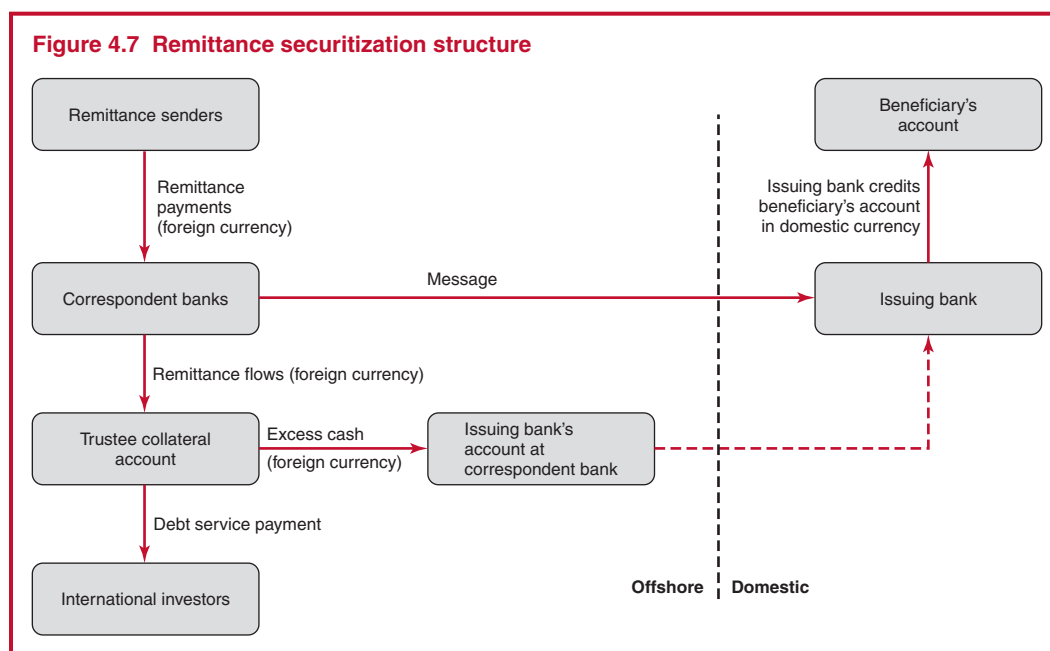 Figure 4.7 Remittance securitization structure
Remittance senders
Beneficiary's
account
Remittance
payments
(foreign currency)
Issuing bank credits
beneficiary's account
in domestic currency
Correspondent banks
Message
Issuing bank
Remittance flows (foreign currency)
Trustee collateral
account
Excess cash
(foreign currency)
Issuing bank's
account at
correspondent bank
Debt service payment
International investors
Offshore
Domestic